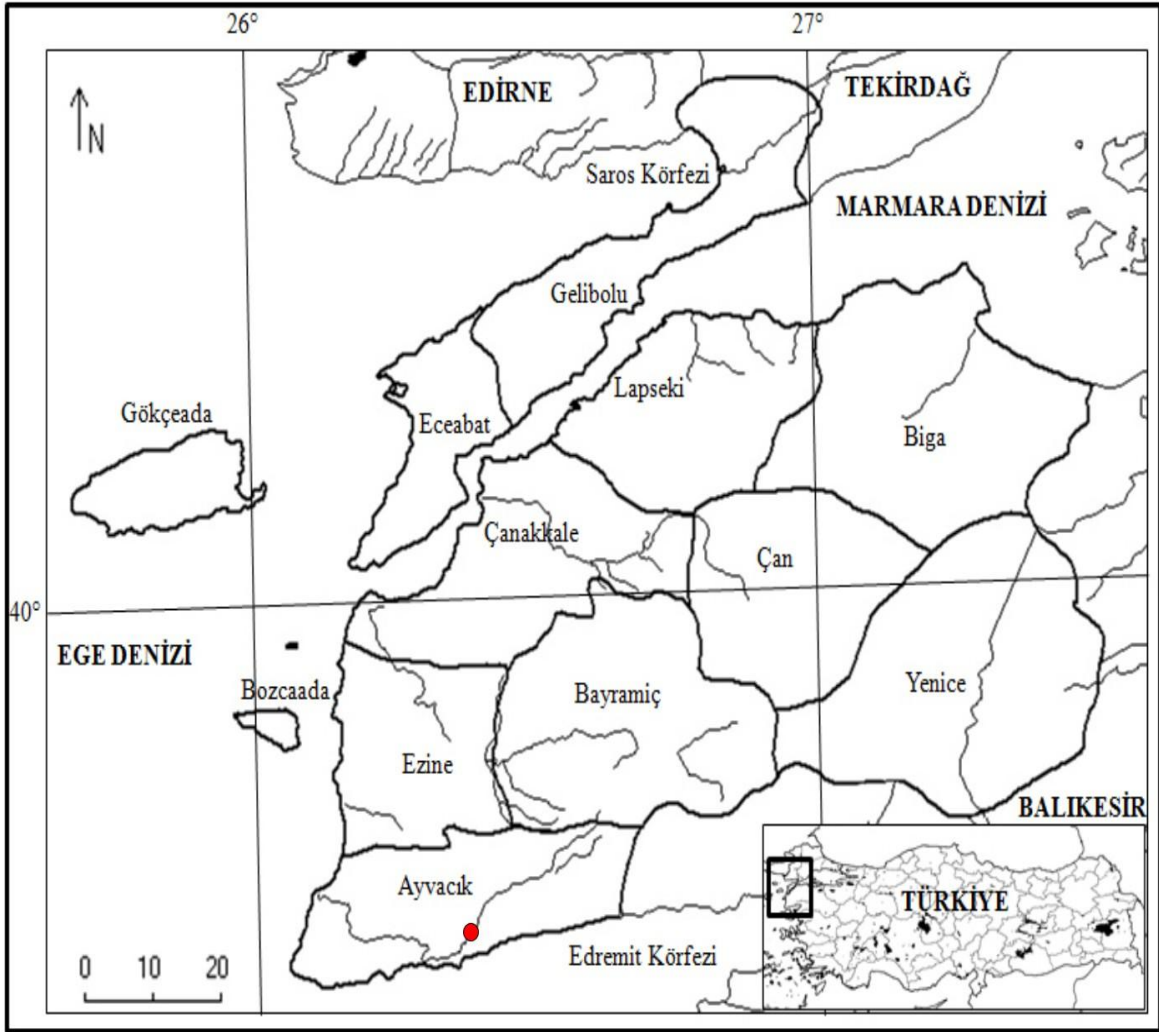 26°
27°
EDİRNE
TEKİRDAĞ
N
Saros Körfezi
MARMARA DENİZİ
Gelibolu
Lapseki
Gökçeada
Eceabat
Biga
Çanakkale
Çan
40°
EGE DENİZİ
Bozcaada
Bayramiç
Yenice
Ezine
BALIKESİR
Ayvacık
TÜRKİYE
Edremit Körfezi
0 10 20